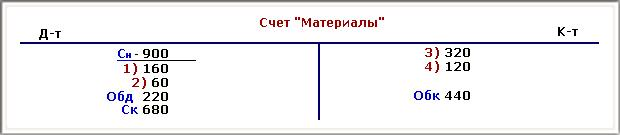 Счет "Материалы"
Д-т
К-т
Сн - 900
1) 160
2) 60
Обд 220
Ск 680
3) 320
4) 120
Обк 440